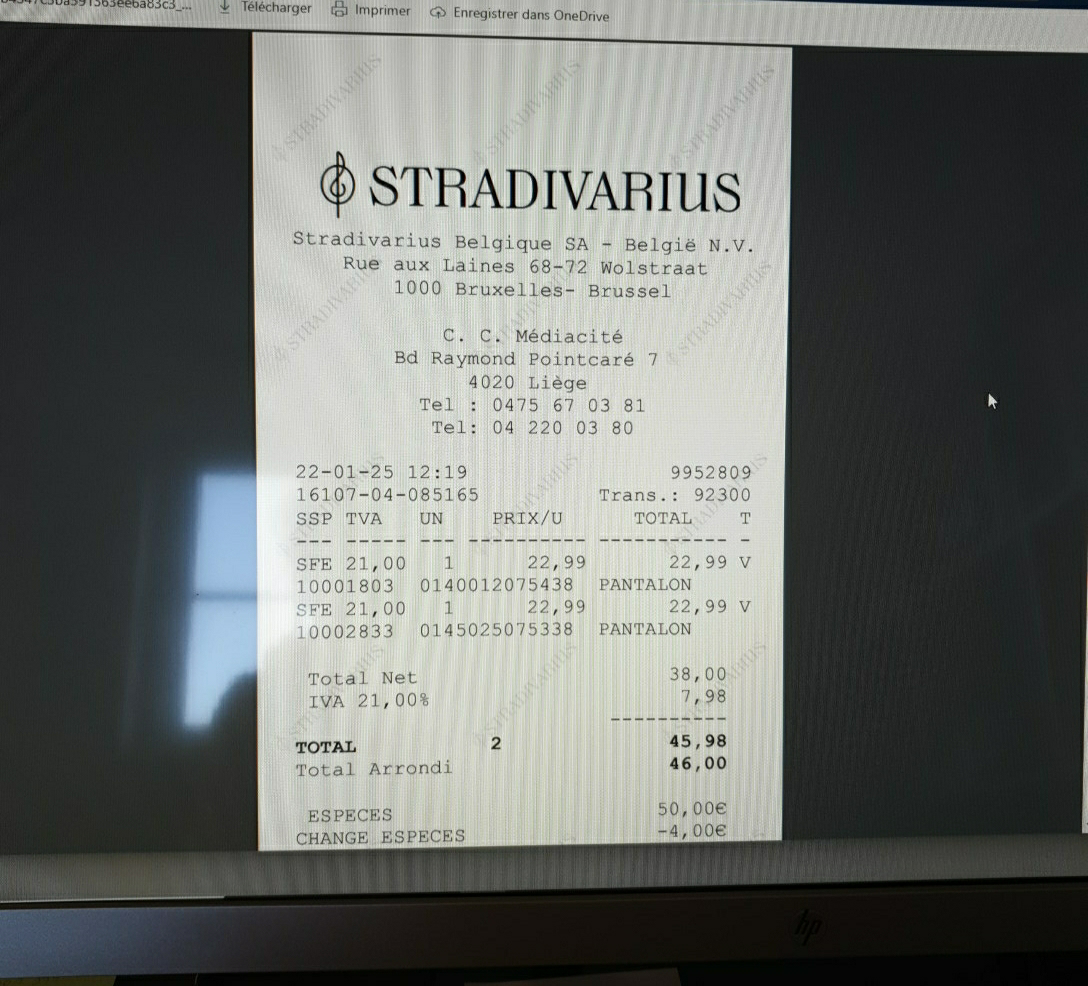 Télécharger Imprimer Enregistrer dans OneDrive
STRADIVARIUS
Stradivarius Belgique SA - België N.V.
Rue aux Laines 68-72 Wolstraat
1000 Bruxelles- Brussel
C. C. Médiacité
Bd Raymond Pointcaré 7
4020 Liège
Tel : 0475 67 03 81
Tel: 04 220 03 80
22-01-25 12:19 9952809
16107-04-085165 Trans.: 92300
SSP TVA UN PRIX/U TOTAL T
--- ----- --- ---------- ----------- -
SFE 21,00 1 22,99 22,99 V
10001803 0140012075438 PANTALON
SFE 21,00 1 22,99 22,99 V
10002833 0145025075338 PANTALON
Total Net 38,00
IVA 21,00% 7,98
----------
TOTAL 2 45,98
Total Arrondi 46,00
ESPECES 50,00€
CHANGE ESPECES -4,00€
hp